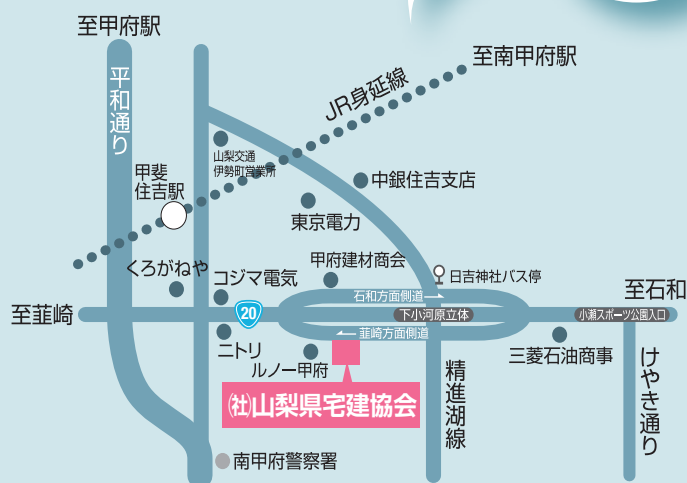 至甲府駅
至南甲府駅
平和通り
JR身延線
山梨交通
伊勢町営業所
甲斐
住吉駅
中銀住吉支店
東京電力
くろがねや
コジマ電気
甲府建材商会
日吉神社バス停
石和方面側道
至石和
至韮崎
20
下小河原立体
小瀬スポーツ公園入口
韮崎方面側道
ニトリ
ルノー甲府
三菱石油商事
精進湖線
けやき通り
㈳山梨県宅建協会
南甲府警察署